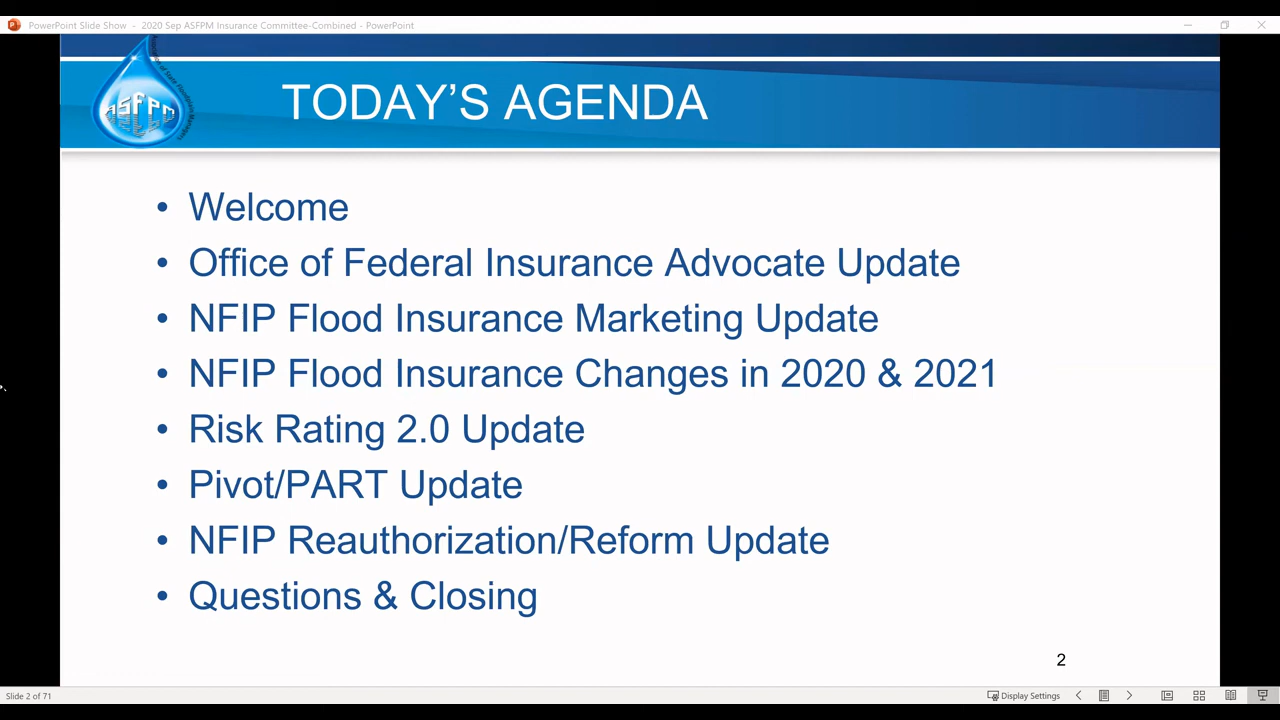 PowerPoint Slide Show - 2020 Sep ASFPM Insurance Committee-Combined - PowerPoint
ASFPM
TODAY’S AGENDA
• Welcome
• Office of Federal Insurance Advocate Update
• NFIP Flood Insurance Marketing Update
• NFIP Flood Insurance Changes in 2020 & 2021
• Risk Rating 2.0 Update
• Pivot/PART Update
• NFIP Reauthorization/Reform Update
• Questions & Closing
2
Slide 2 of 71
Display Settings